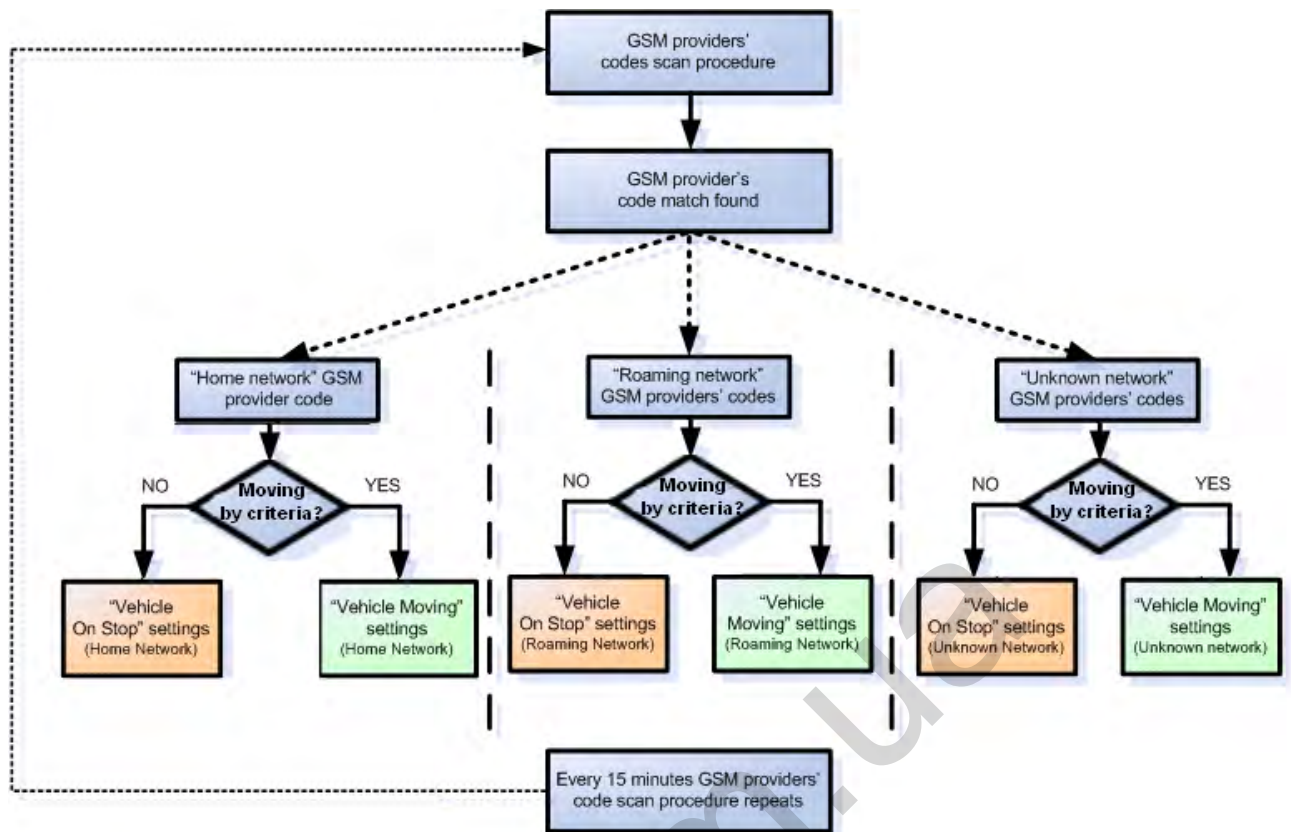 GSM providers'
codes scan procedure
GSM provider's
code match found
"Home network" GSM
provider code
"Roaming network"
GSM providers' codes
"Unknown network"
GSM providers' codes
NO
Moving
by criteria?
YES
NO
Moving
by criteria?
YES
NO
Moving
by criteria?
YES
"Vehicle
On Stop" settings
(Home Network)
"Vehicle Moving"
settings
(Home Network)
"Vehicle
On Stop" settings
(Roaming Network)
"Vehicle
Moving" settings
(Roaming Network)
"Vehicle
On Stop" settings
(Unknown Network)
"Vehicle Moving"
settings
(Unknown network)
Every 15 minutes GSM providers'
code scan procedure repeats
m.ua